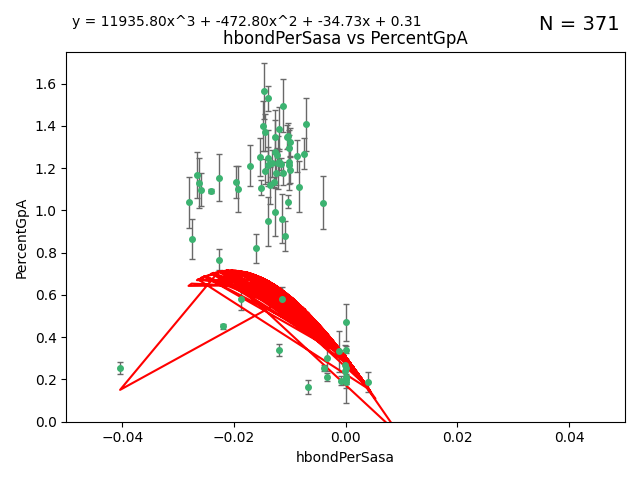 y = 11935.80x^3 + -472.80x^2 + -34.73x + 0.31
N = 371
hbondPerSasa vs PercentGpA
PercentGpA
1.6
1.4
1.2
1.0
0.8
0.6
0.4
0.2
0.0
−0.04
−0.02
0.00
0.02
0.04
hbondPerSasa